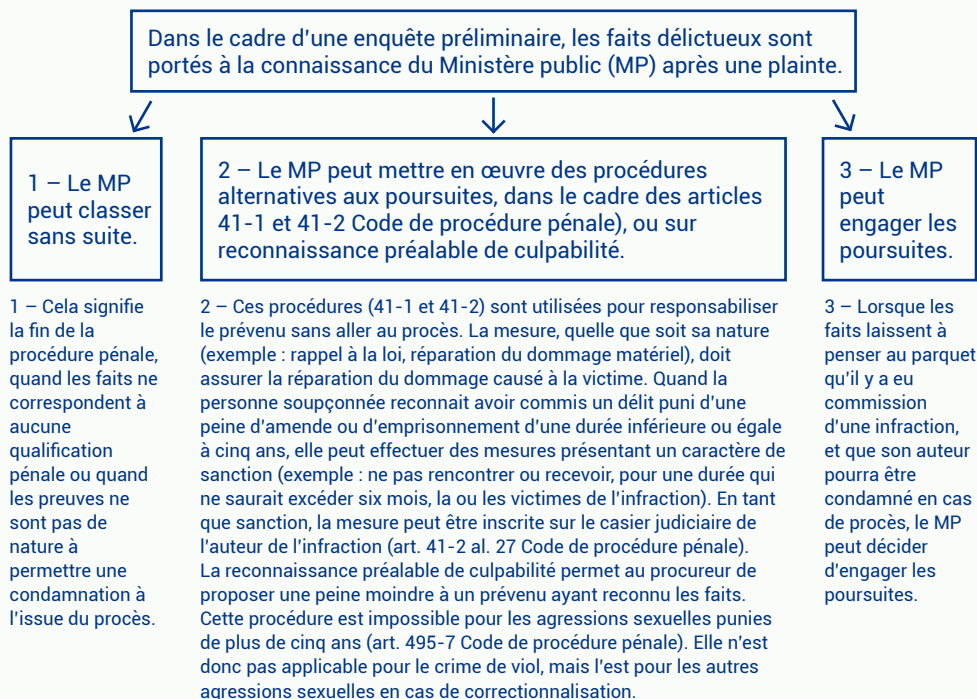 Dans le cadre d'une enquête préliminaire, les faits délictueux sont
portés à la connaissance du Ministère public (MP) après une plainte.
1 – Le MP
peut classer
sans suite.
2 – Le MP peut mettre en œuvre des procédures
alternatives aux poursuites, dans le cadre des articles
41-1 et 41-2 Code de procédure pénale), ou sur
reconnaissance préalable de culpabilité.
3 – Le MP
peut
engager les
poursuites.
1 – Cela signifie
la fin de la
procédure pénale,
quand les faits ne
correspondent à
aucune
qualification
pénale ou quand
les preuves ne
sont pas de
nature à
permettre une
condamnation à
l'issue du procès.
2 – Ces procédures (41-1 et 41-2) sont utilisées pour responsabiliser
le prévenu sans aller au procès. La mesure, quelle que soit sa nature
(exemple : rappel à la loi, réparation du dommage matériel), doit
assurer la réparation du dommage causé à la victime. Quand la
personne soupçonnée reconnait avoir commis un délit puni d'une
peine d'amende ou d'emprisonnement d'une durée inférieure ou égale
à cinq ans, elle peut effectuer des mesures présentant un caractère de
sanction (exemple : ne pas rencontrer ou recevoir, pour une durée qui
ne saurait excéder six mois, la ou les victimes de l'infraction). En tant
que sanction, la mesure peut être inscrite sur le casier judiciaire de
l'auteur de l'infraction (art. 41-2 al. 27 Code de procédure pénale).
La reconnaissance préalable de culpabilité permet au procureur de
proposer une peine moindre à un prévenu ayant reconnu les faits.
Cette procédure est impossible pour les agressions sexuelles punies
de plus de cinq ans (art. 495-7 Code de procédure pénale). Elle n'est
donc pas applicable pour le crime de viol, mais l'est pour les autres
agressions sexuelles en cas de correctionnalisation.
3 – Lorsque les
faits laissent à
penser au parquet
qu'il y a eu
commission
d'une infraction,
et que son auteur
pourra être
condamné en cas
de procès, le MP
peut décider
d'engager les
poursuites.